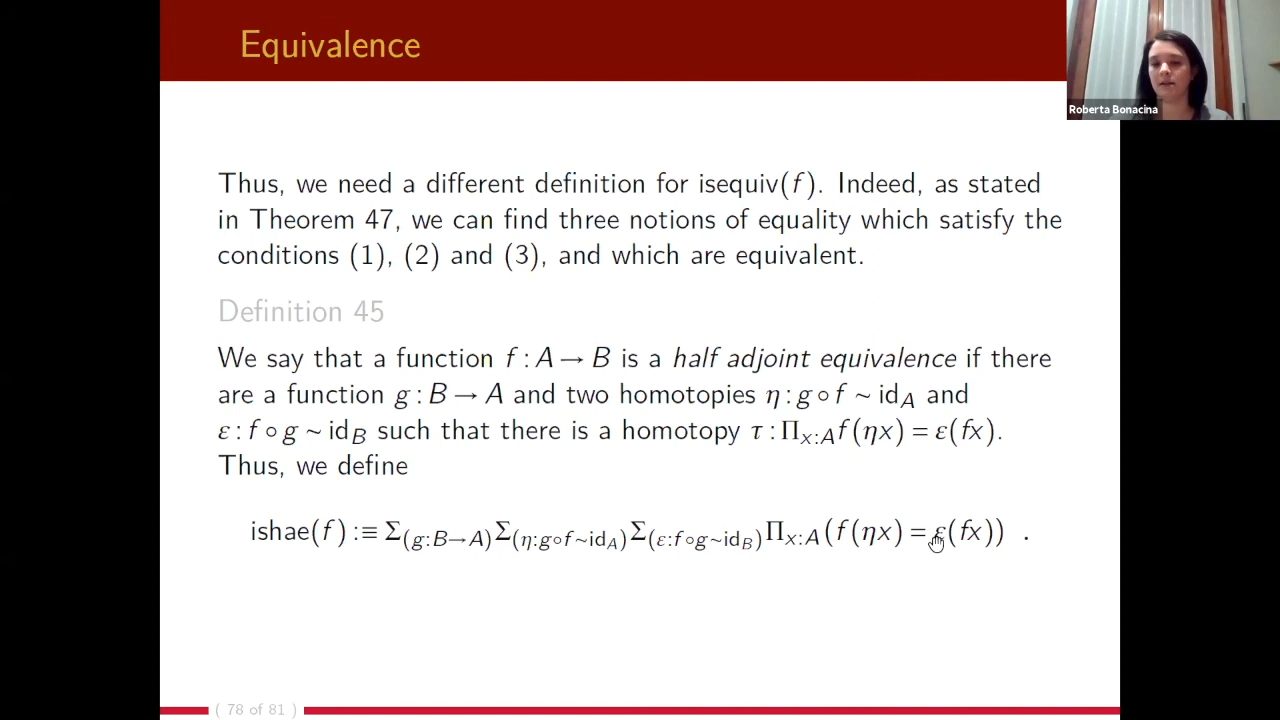 Equivalence
Roberta Bonacina
Thus, we need a different definition for isequiv(f). Indeed, as stated
in Theorem 47, we can find three notions of equality which satisfy the
conditions (1), (2) and (3), and which are equivalent.
Definition 45
We say that a function f : A → B is a half adjoint equivalence if there
are a function g : B → A and two homotopies η : g ∘ f ~ id_A and
ε : f ∘ g ~ id_B such that there is a homotopy τ : Π_{x:A} f(ηx) = ε(fx).
Thus, we define
ishae(f) :≡ Σ_{(g:B→A)} Σ_{(η:g∘f~id_A)} Σ_{(ε:f∘g~id_B)} Π_{x:A} (f(ηx) = ε(fx)) .
( 78 of 81 )